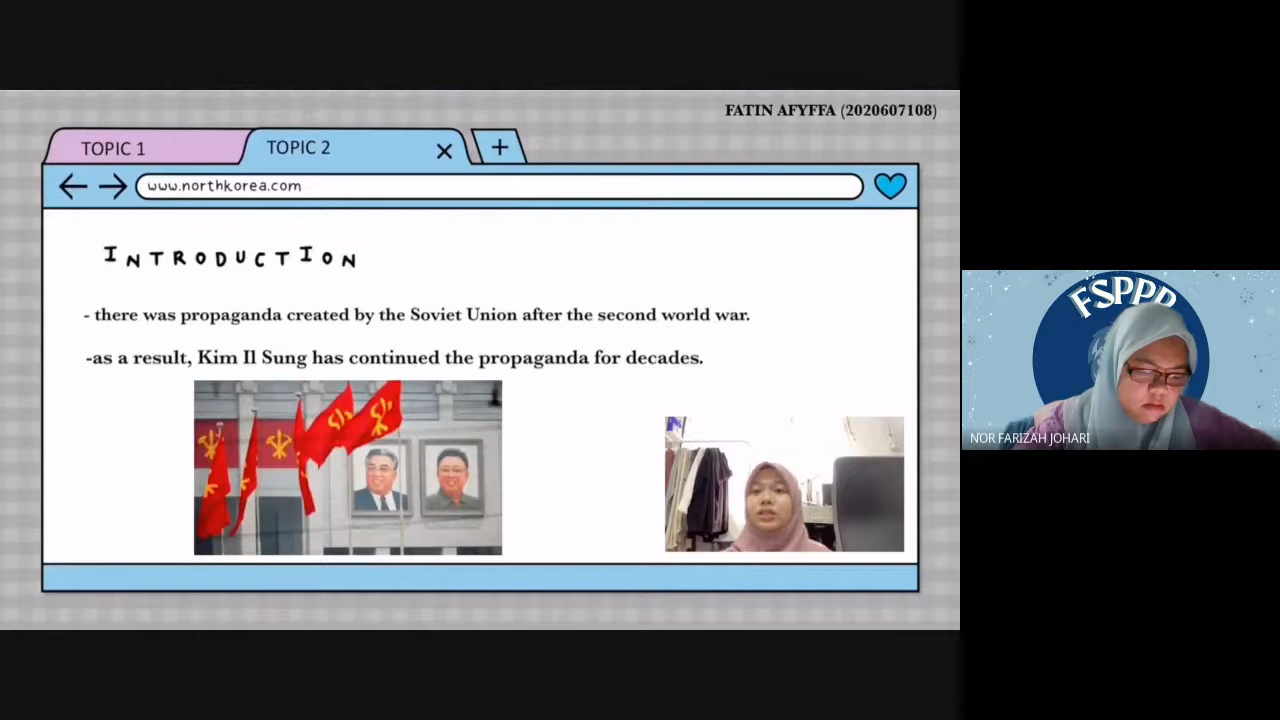 FATIN AFYFFA (2020607108)
TOPIC 1
TOPIC 2
www.northkorea.com
INTRODUCTION
- there was propaganda created by the Soviet Union after the second world war.
-as a result, Kim Il Sung has continued the propaganda for decades.
FSPPP
NOR FARIZAH JOHARI